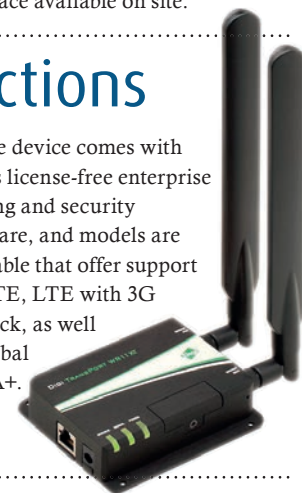 ace available on site.
ctions
e device comes with
s license-free enterprise
ng and security
are, and models are
able that offer support
TE, LTE with 3G
ck, as well
bal
A+.
DIGI TRANSPORT WR11 XT